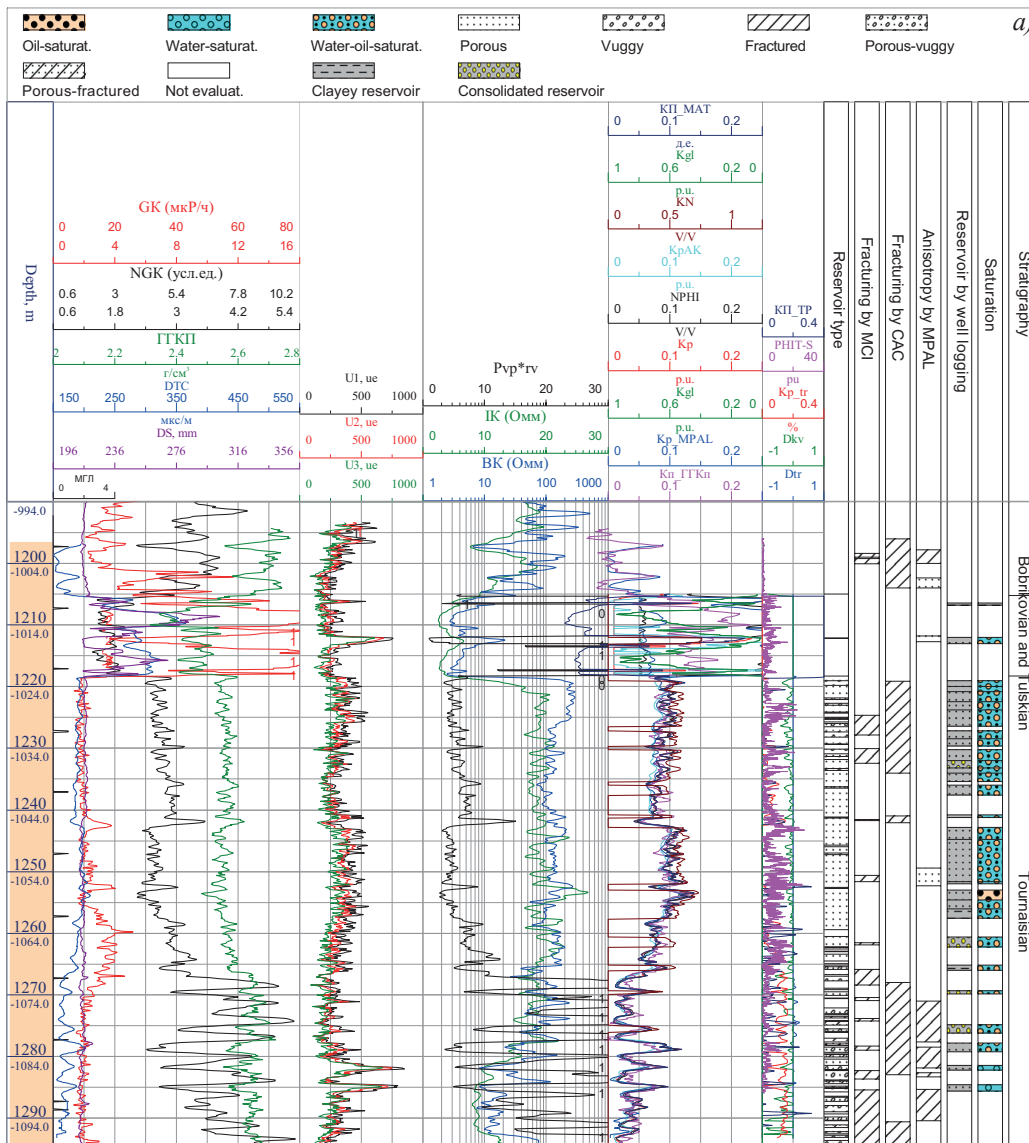 a)
Oil-saturat. Water-saturat. Water-oil-saturat. Porous Vuggy Fractured Porous-vuggy
Porous-fractured Not evaluat. Clayey reservoir Consolidated reservoir
Depth, m
ГК (мкР/ч)
0 20 40 60 80
0 4 8 12 16
NGK (усл.ед.)
0.6 3 5.4 7.8 10.2
0.6 1.8 3 4.2 5.4
ГГКП
2 2.2 2.4 2.6 2.8
г/см³
DTC
150 250 350 450 550
мкс/м
DS, mm
196 236 276 316 356
МГЛ
0 4
U1, ue
0 500 1000
U2, ue
0 500 1000
U3, ue
0 500 1000
Pvp*rv
0 10 20 30
ІК (Омм)
0 10 20 30
ВК (Омм)
1 10 100 1000
КП_МАТ
0 0.1 0.2
д.е.
Kgl
1 0.6 0.2 0
p.u.
KN
0 0.5 1
V/V
KpAK
0 0.1 0.2
p.u.
NPHI
0 0.1 0.2
V/V
Kp
0 0.1 0.2
p.u.
Kgl
1 0.6 0.2 0
p.u.
Kp_MPAL
0 0.1 0.2
Кп_ГГКп
0 0.1 0.2
КП_ТР
0 0.4
PHIT-S
0 40
pu
Kp_tr
0 0.4
%
Dkv
-1 1
Dtr
-1 1
Reservoir type
Fracturing by MCI
Fracturing by CAC
Anisotropy by MPAL
Reservoir by well logging
Saturation
Stratigraphy
-994.0
1200
-1004.0
1210
-1014.0
1220
-1024.0
1230
-1034.0
1240
-1044.0
1250
-1054.0
1260
-1064.0
1270
-1074.0
1280
-1084.0
1290
-1094.0
Bobrikovian and Tulskian
Tournaisian